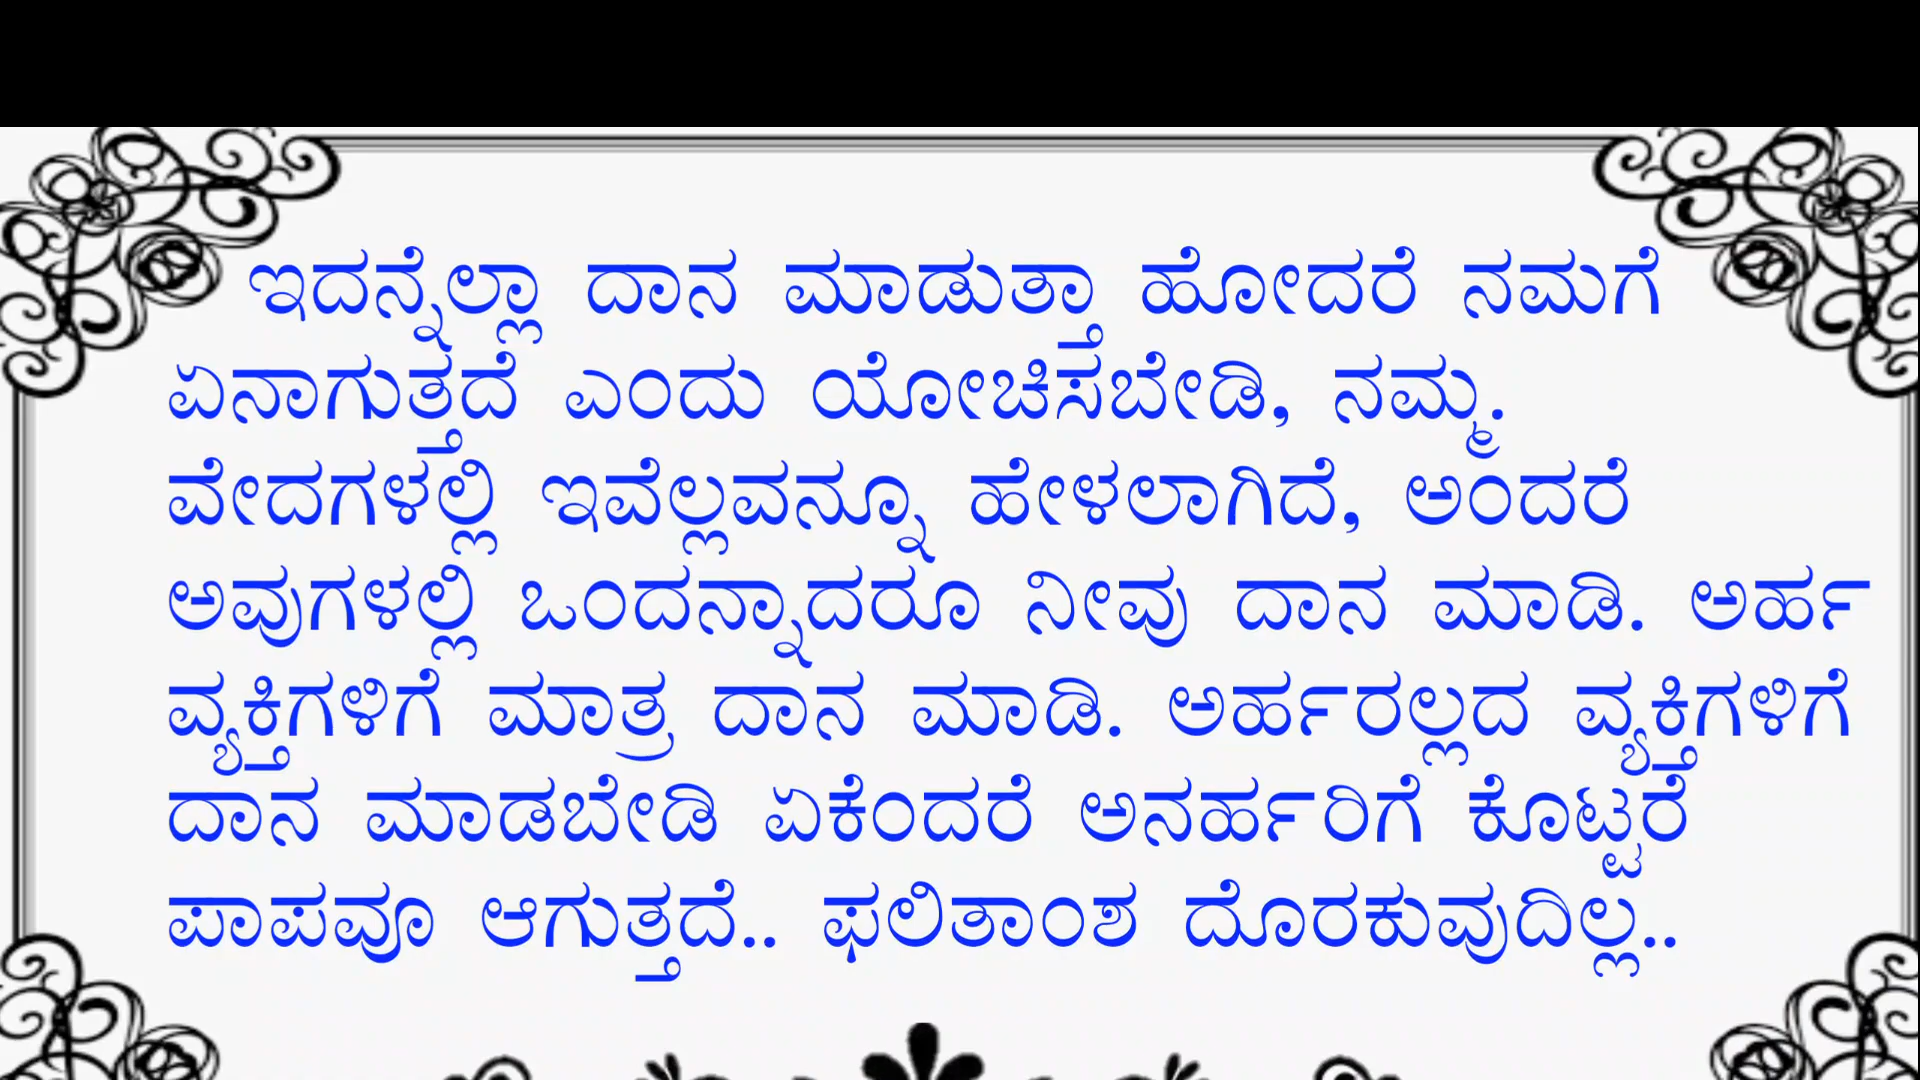 ಇದನ್ನೆಲ್ಲಾ ದಾನ ಮಾಡುತ್ತಾ ಹೋದರೆ ನಮಗೆ
ಏನಾಗುತ್ತದೆ ಎಂದು ಯೋಚಿಸಬೇಡಿ, ನಮ್ಮ.
ವೇದಗಳಲ್ಲಿ ಇವೆಲ್ಲವನ್ನೂ ಹೇಳಲಾಗಿದೆ, ಅಂದರೆ
ಅವುಗಳಲ್ಲಿ ಒಂದನ್ನಾದರೂ ನೀವು ದಾನ ಮಾಡಿ. ಅರ್ಹ
ವ್ಯಕ್ತಿಗಳಿಗೆ ಮಾತ್ರ ದಾನ ಮಾಡಿ. ಅರ್ಹರಲ್ಲದ ವ್ಯಕ್ತಿಗಳಿಗೆ
ದಾನ ಮಾಡಬೇಡಿ ಏಕೆಂದರೆ ಅನರ್ಹರಿಗೆ ಕೊಟ್ಟರೆ
ಪಾಪವೂ ಆಗುತ್ತದೆ.. ಫಲಿತಾಂಶ ದೊರಕುವುದಿಲ್ಲ..